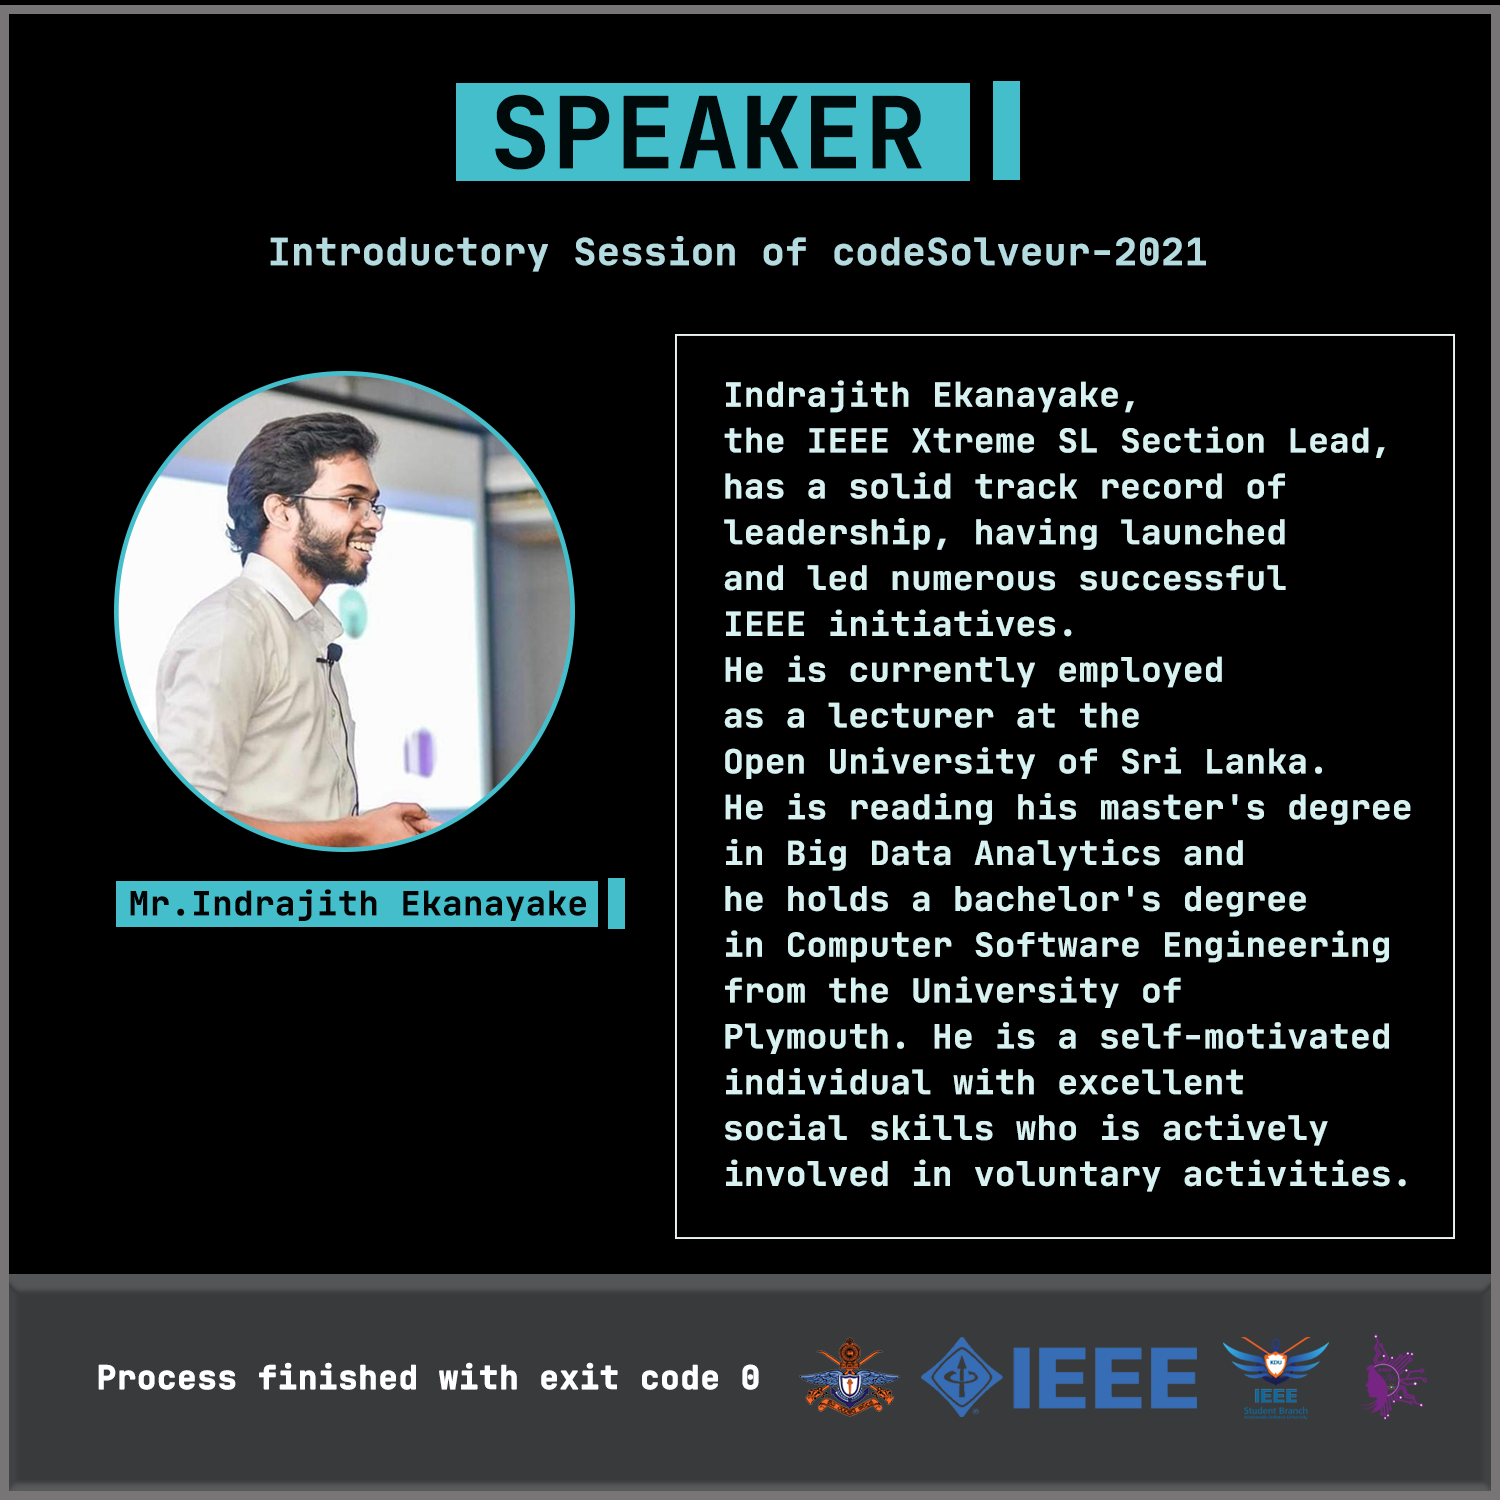 SPEAKER
Introductory Session of codeSolveur-2021
Indrajith Ekanayake,
the IEEE Xtreme SL Section Lead,
has a solid track record of
leadership, having launched
and led numerous successful
IEEE initiatives.
He is currently employed
as a lecturer at the
Open University of Sri Lanka.
He is reading his master's degree
in Big Data Analytics and
he holds a bachelor's degree
in Computer Software Engineering
from the University of
Plymouth. He is a self-motivated
individual with excellent
social skills who is actively
involved in voluntary activities.
Mr.Indrajith Ekanayake
Process finished with exit code 0
IEEE
KDU
IEEE
Student Branch